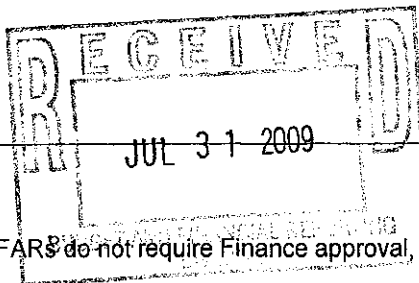 RECEIVED
JUL 31 2009
FARs do not require Finance approval,